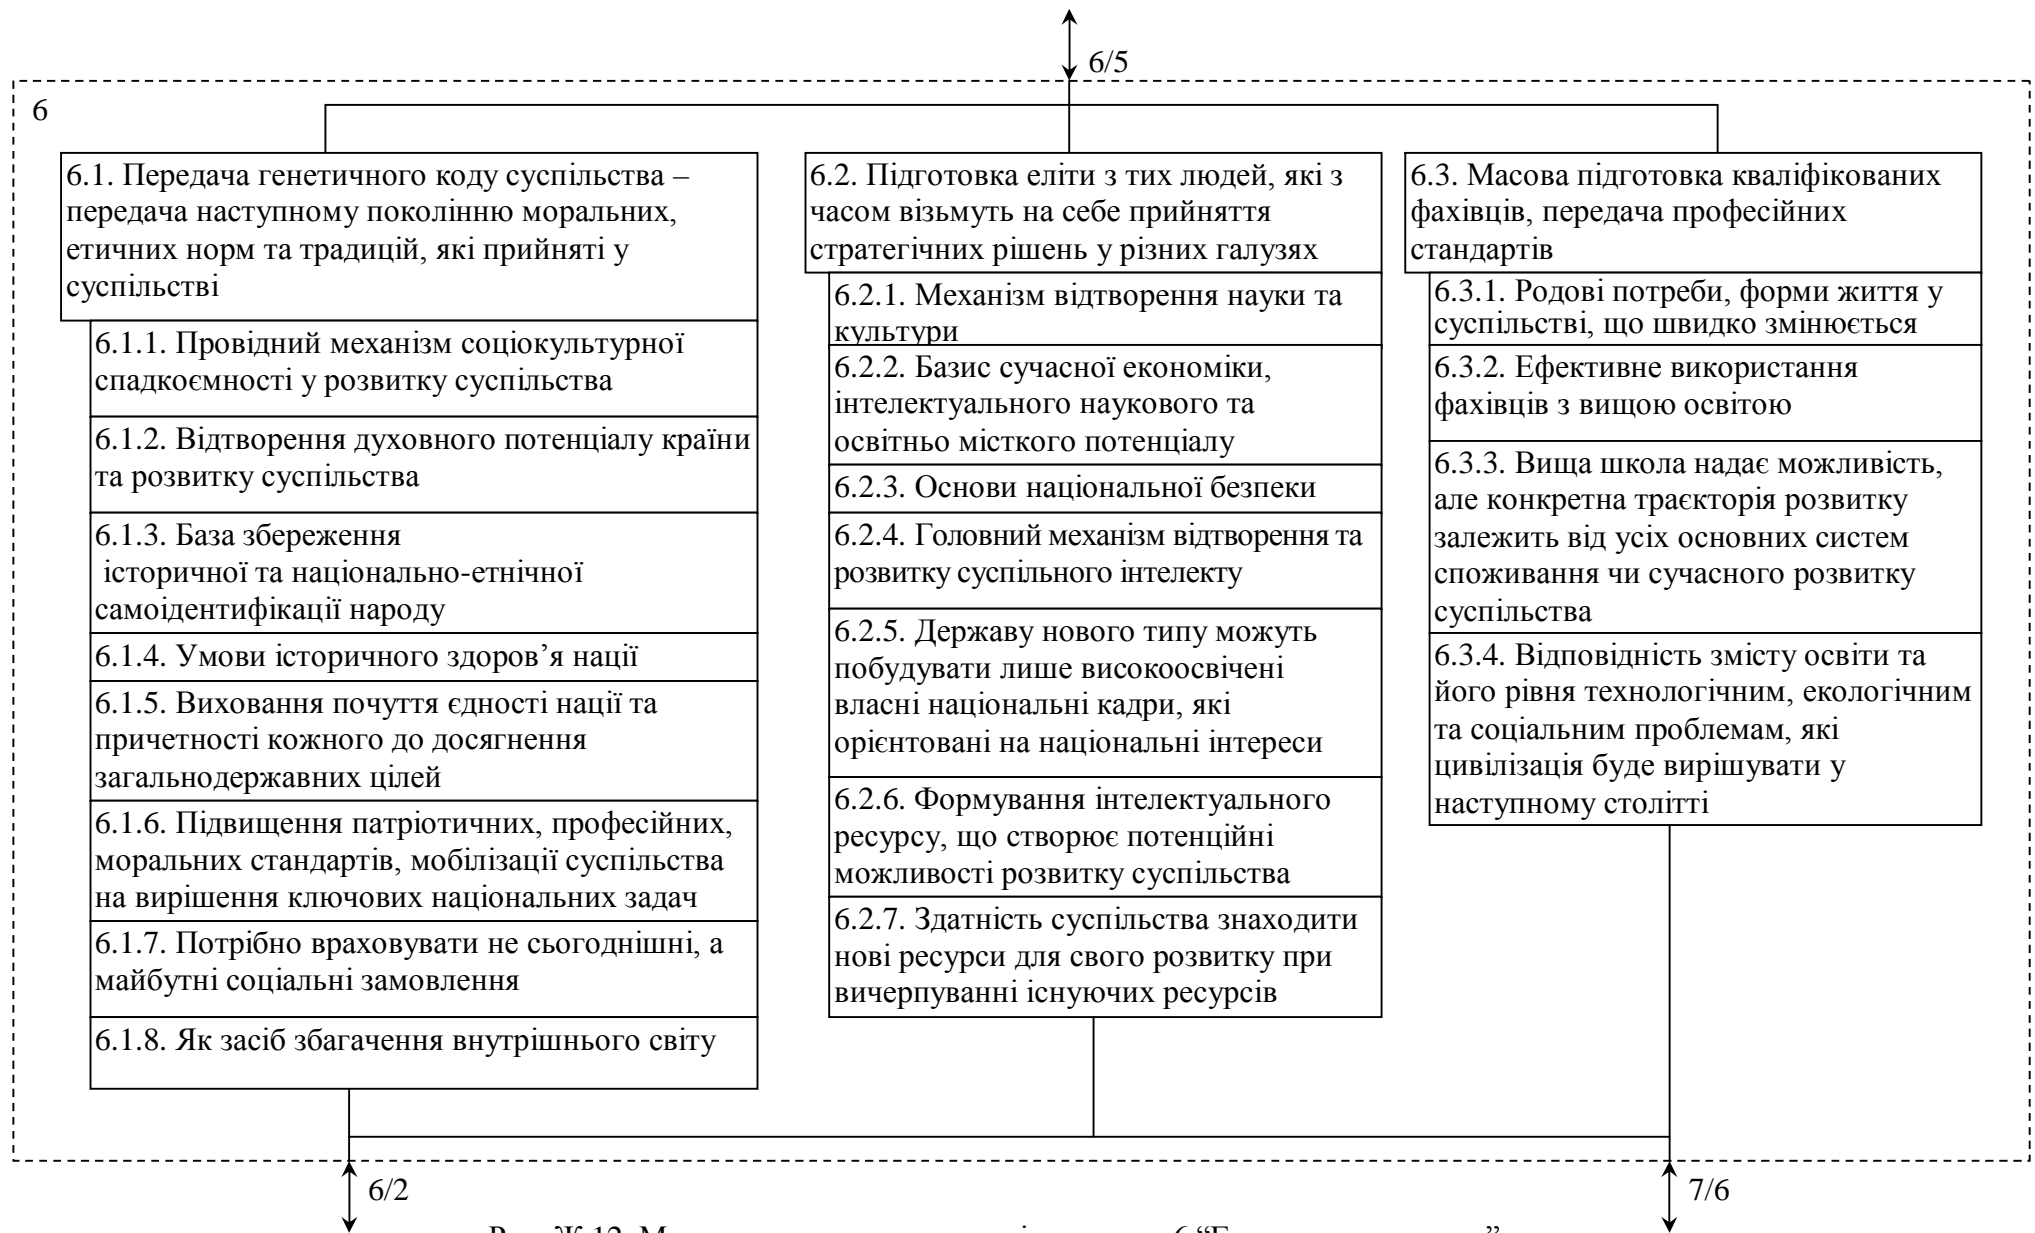 6/5
6
6.1. Передача генетичного коду суспільства –
передача наступному поколінню моральних,
етичних норм та традицій, які прийняті у
суспільстві
6.1.1. Провідний механізм соціокультурної
спадкоємності у розвитку суспільства
6.1.2. Відтворення духовного потенціалу країни
та розвитку суспільства
6.1.3. База збереження
історичної та національно-етнічної
самоідентифікації народу
6.1.4. Умови історичного здоров’я нації
6.1.5. Виховання почуття єдності нації та
причетності кожного до досягнення
загальнодержавних цілей
6.1.6. Підвищення патріотичних, професійних,
моральних стандартів, мобілізації суспільства
на вирішення ключових національних задач
6.1.7. Потрібно враховувати не сьогоднішні, а
майбутні соціальні замовлення
6.1.8. Як засіб збагачення внутрішнього світу
6.2. Підготовка еліти з тих людей, які з
часом візьмуть на себе прийняття
стратегічних рішень у різних галузях
6.2.1. Механізм відтворення науки та
культури
6.2.2. Базис сучасної економіки,
інтелектуального наукового та
освітньо місткого потенціалу
6.2.3. Основи національної безпеки
6.2.4. Головний механізм відтворення та
розвитку суспільного інтелекту
6.2.5. Державу нового типу можуть
побудувати лише високоосвічені
власні національні кадри, які
орієнтовані на національні інтереси
6.2.6. Формування інтелектуального
ресурсу, що створює потенційні
можливості розвитку суспільства
6.2.7. Здатність суспільства знаходити
нові ресурси для свого розвитку при
вичерпуванні існуючих ресурсів
6.3. Масова підготовка кваліфікованих
фахівців, передача професійних
стандартів
6.3.1. Родові потреби, форми життя у
суспільстві, що швидко змінюється
6.3.2. Ефективне використання
фахівців з вищою освітою
6.3.3. Вища школа надає можливість,
але конкретна траєкторія розвитку
залежить від усіх основних систем
споживання чи сучасного розвитку
суспільства
6.3.4. Відповідність змісту освіти та
його рівня технологічним, екологічним
та соціальним проблемам, які
цивілізація буде вирішувати у
наступному столітті
6/2
7/6